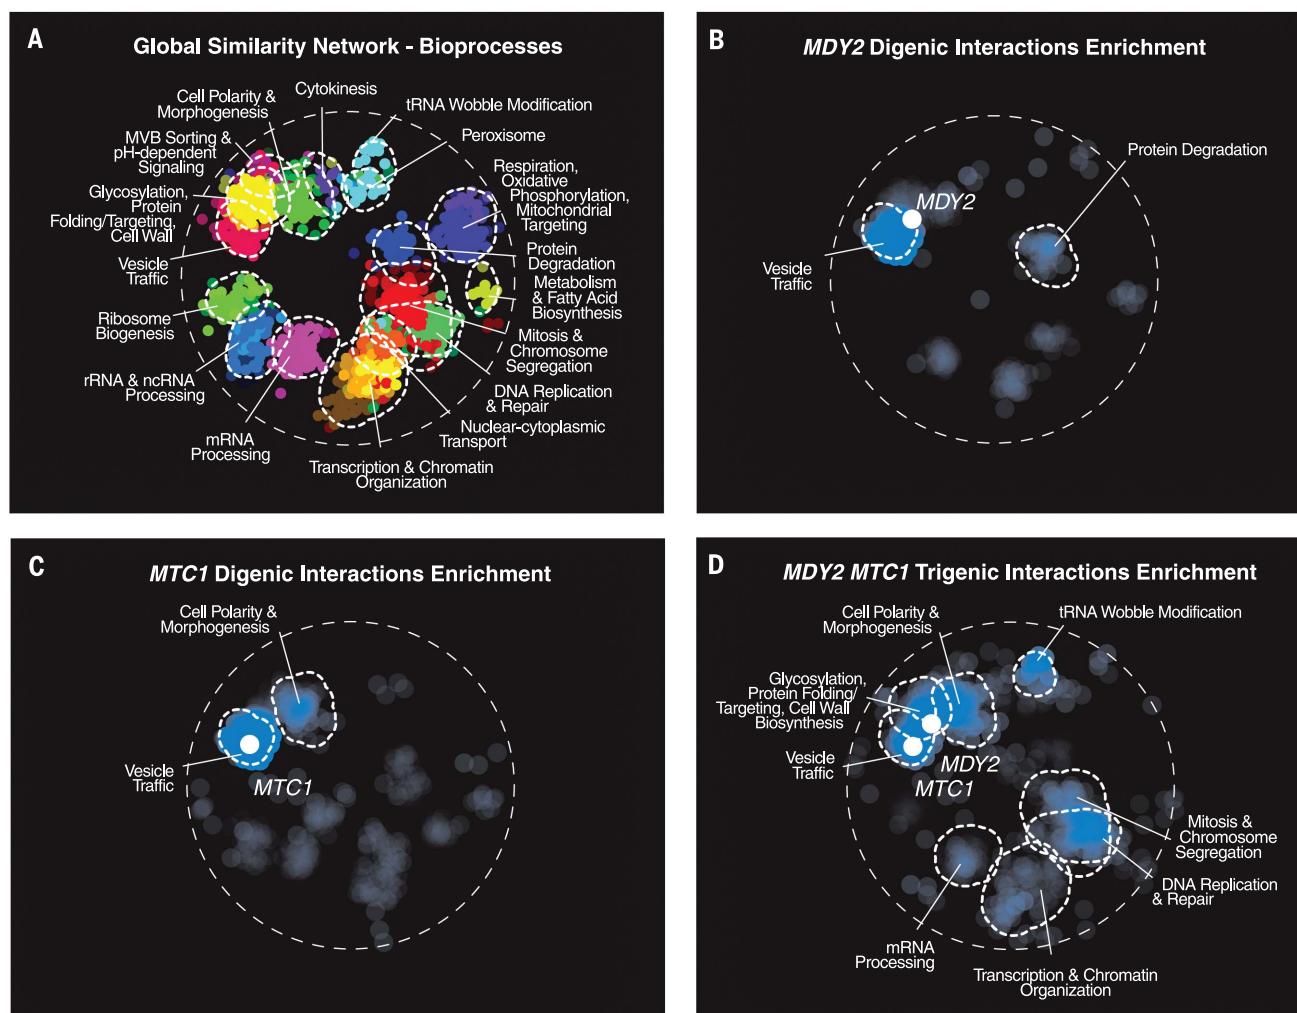 A
Global Similarity Network - Bioprocesses
Cytokinesis
Cell Polarity &
Morphogenesis
tRNA Wobble Modification
MVB Sorting &
pH-dependent
Signaling
Peroxisome
Respiration,
Oxidative
Phosphorylation,
Mitochondrial
Targeting
Glycosylation,
Protein
Folding/Targeting,
Cell Wall
Protein
Degradation
Vesicle
Traffic
Metabolism
& Fatty Acid
Biosynthesis
Ribosome
Biogenesis
Mitosis &
Chromosome
Segregation
rRNA & ncRNA
Processing
DNA Replication
& Repair
Nuclear-cytoplasmic
Transport
mRNA
Processing
Transcription & Chromatin
Organization
B
MDY2 Digenic Interactions Enrichment
Protein Degradation
MDY2
Vesicle
Traffic
C
MTC1 Digenic Interactions Enrichment
Cell Polarity &
Morphogenesis
Vesicle
Traffic
MTC1
D
MDY2 MTC1 Trigenic Interactions Enrichment
Cell Polarity &
Morphogenesis
tRNA Wobble Modification
Glycosylation,
Protein Folding/
Targeting, Cell Wall
Biosynthesis
Vesicle
Traffic
MDY2
MTC1
Mitosis &
Chromosome
Segregation
DNA Replication
& Repair
mRNA
Processing
Transcription & Chromatin
Organization